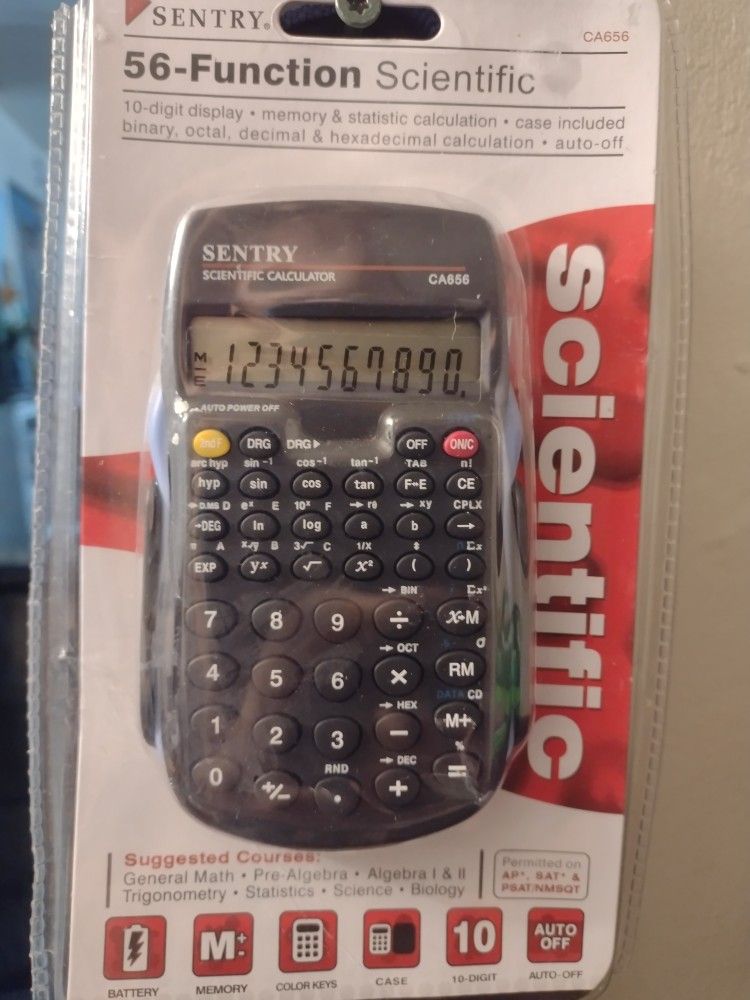 SENTRY®
CA656
56-Function Scientific
10-digit display • memory & statistic calculation • case included
binary, octal, decimal & hexadecimal calculation • auto-off
SENTRY
SCIENTIFIC CALCULATOR
CA656
M
-
E
1234567890.
AUTO POWER OFF
2ndF DRG DRG▶ OFF ON/C
arc hyp sin⁻¹ cos⁻¹ tan⁻¹ TAB n!
hyp sin cos tan F↔E CE
←D.MS D eˣ E 10ˣ F →rθ →xy CPLX
→DEG ln log a b →
π A ˣ√y B 3√ C 1/X Σx
EXP yˣ √ x² ( )
→ BIN Σx²
7 8 9 ÷ X→M
→ OCT σ
4 5 6 × RM
→ HEX DATA CD
1 2 3 − M+
RND → DEC %
0 +/− . + =
scientific
Suggested Courses:
General Math • Pre-Algebra • Algebra I & II
Trigonometry • Statistics • Science • Biology
Permitted on
AP*, SAT* &
PSAT/NMSQT
M+- 10 AUTO
OFF
BATTERY MEMORY COLOR KEYS CASE 10-DIGIT AUTO-OFF